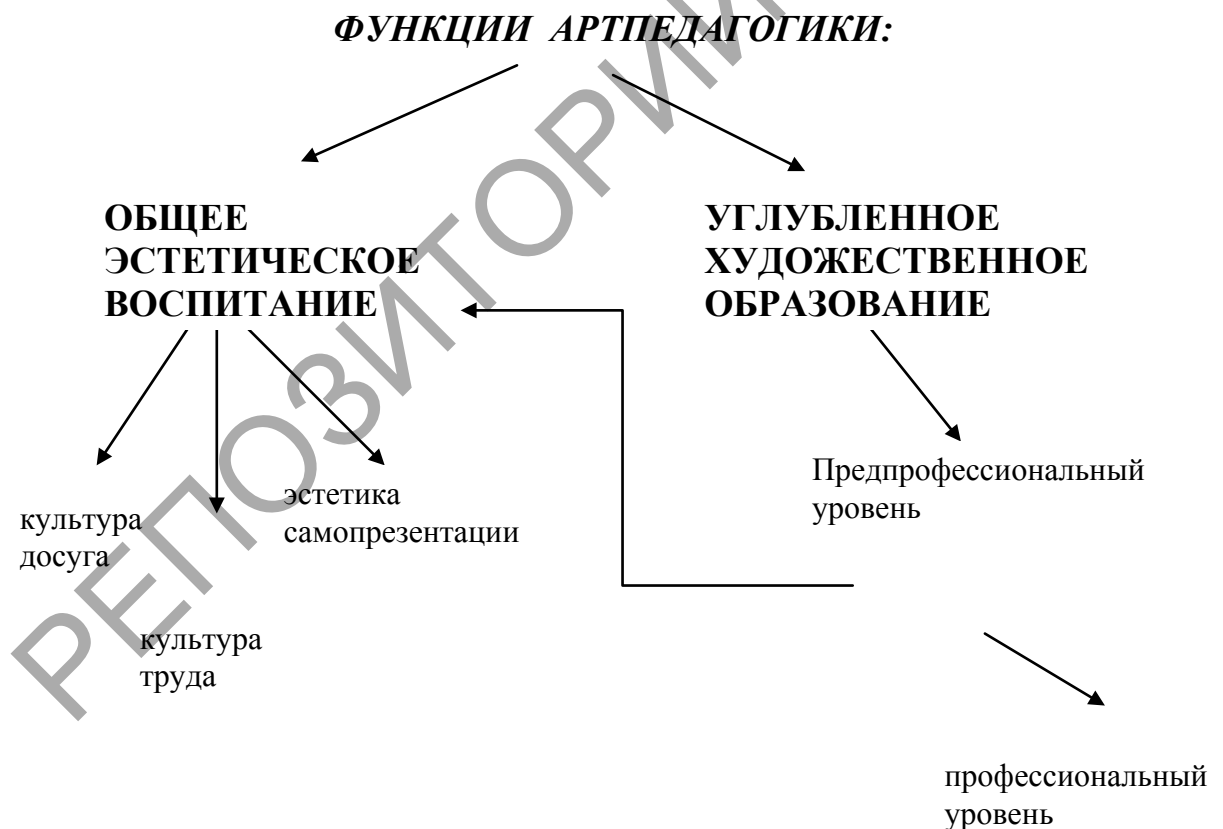 ФУНКЦИИ АРТПЕДАГОГИКИ:
ОБЩЕЕ
ЭСТЕТИЧЕСКОЕ
ВОСПИТАНИЕ
УГЛУБЛЕННОЕ
ХУДОЖЕСТВЕННОЕ
ОБРАЗОВАНИЕ
культура
досуга
эстетика
самопрезентации
культура
труда
Предпрофессиональный
уровень
профессиональный
уровень
РЕПОЗИТОРИЙ